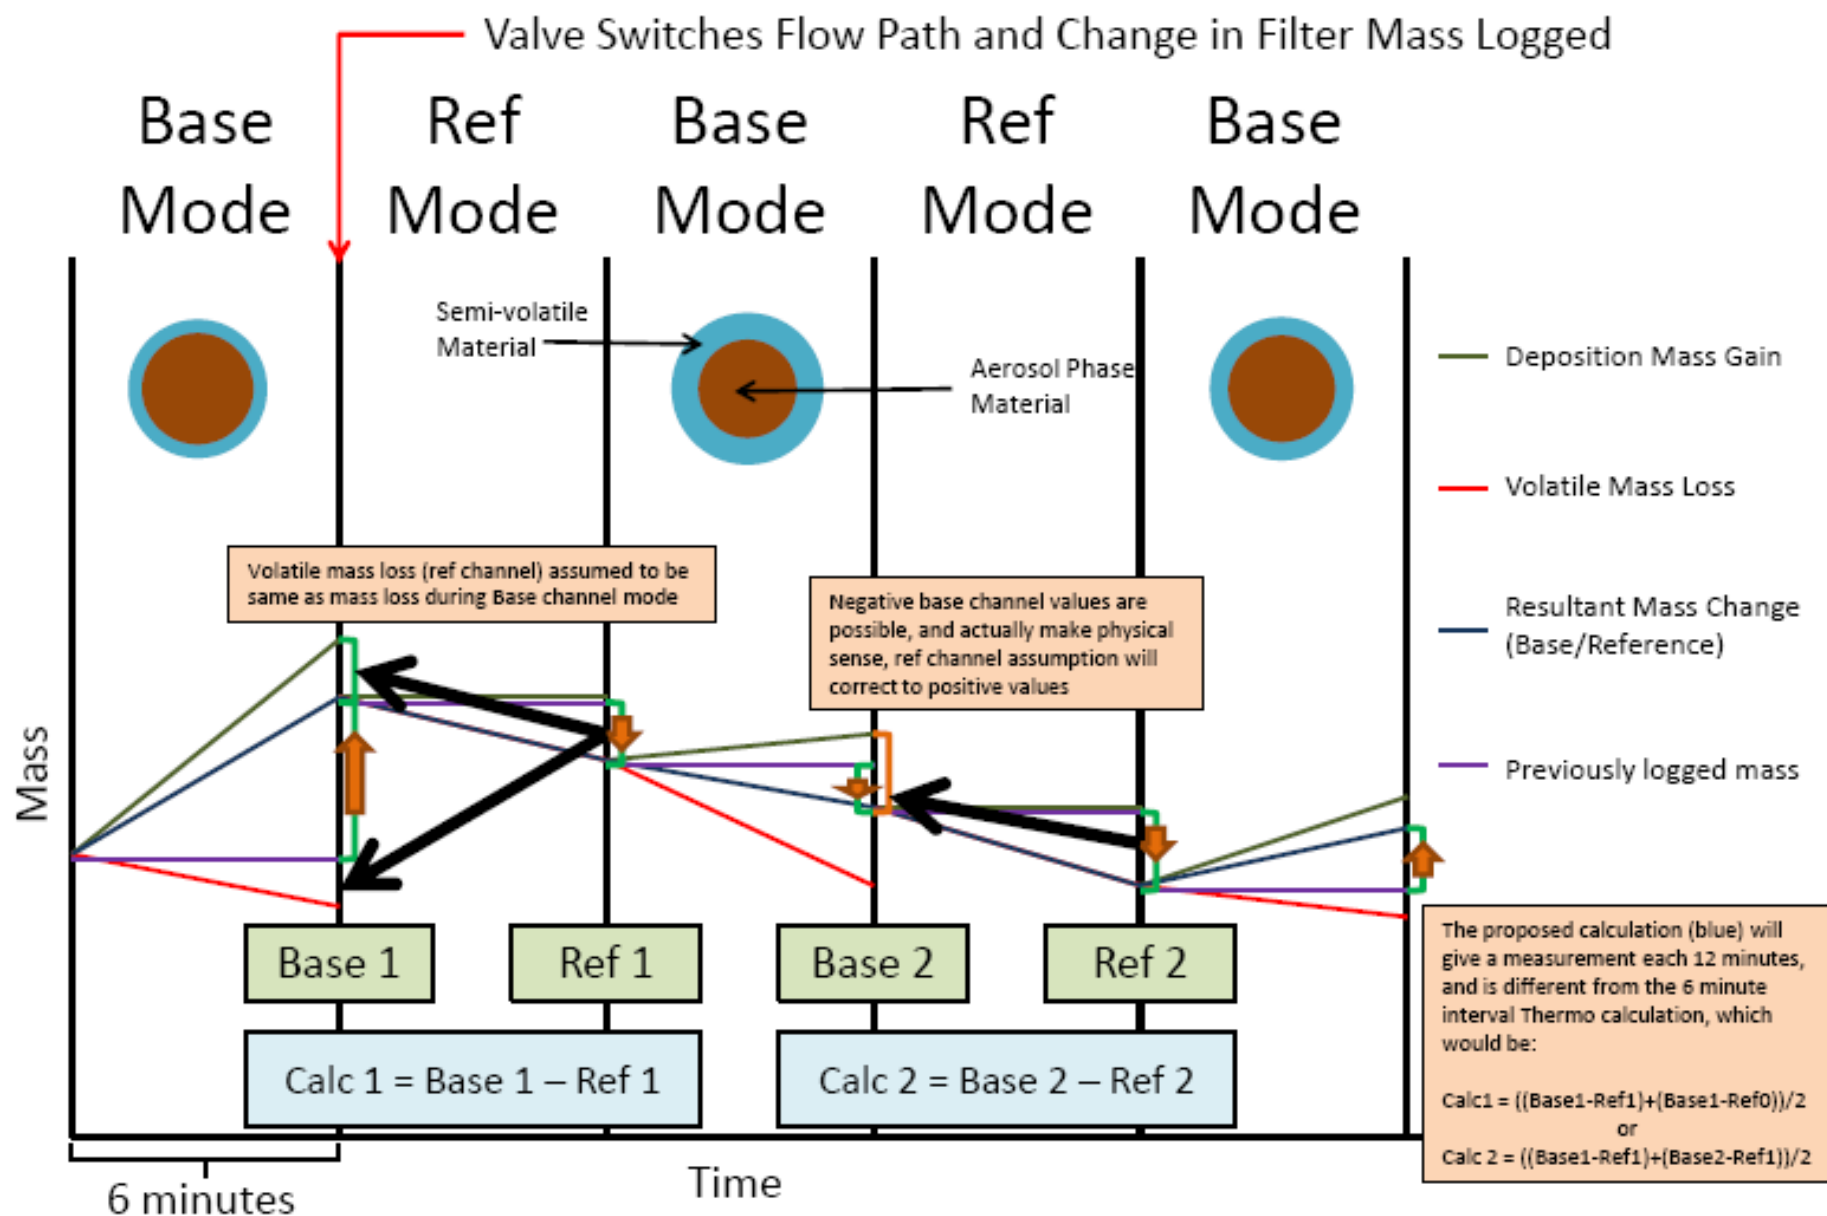 Valve Switches Flow Path and Change in Filter Mass Logged
Base
Mode
Ref
Mode
Base
Mode
Ref
Mode
Base
Mode
Semi-volatile
Material
Aerosol Phase
Material
Deposition Mass Gain
Volatile Mass Loss
Resultant Mass Change
(Base/Reference)
Previously logged mass
Volatile mass loss (ref channel) assumed to be
same as mass loss during Base channel mode
Negative base channel values are
possible, and actually make physical
sense, ref channel assumption will
correct to positive values
Mass
Base 1
Ref 1
Base 2
Ref 2
Calc 1 = Base 1 – Ref 1
Calc 2 = Base 2 – Ref 2
The proposed calculation (blue) will
give a measurement each 12 minutes,
and is different from the 6 minute
interval Thermo calculation, which
would be:
Calc1 = ((Base1-Ref1)+(Base1-Ref0))/2
or
Calc 2 = ((Base1-Ref1)+(Base2-Ref1))/2
6 minutes
Time